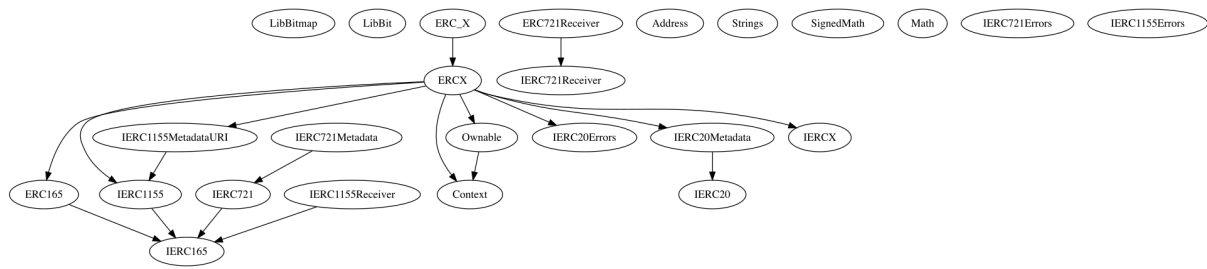 LibBitmap LibBit ERC_X ERC721Receiver Address Strings SignedMath Math IERC721Errors IERC1155Errors
ERCX IERC721Receiver
IERC1155MetadataURI IERC721Metadata Ownable IERC20Errors IERC20Metadata IERCX
ERC165 IERC1155 IERC721 IERC1155Receiver Context IERC20
IERC165